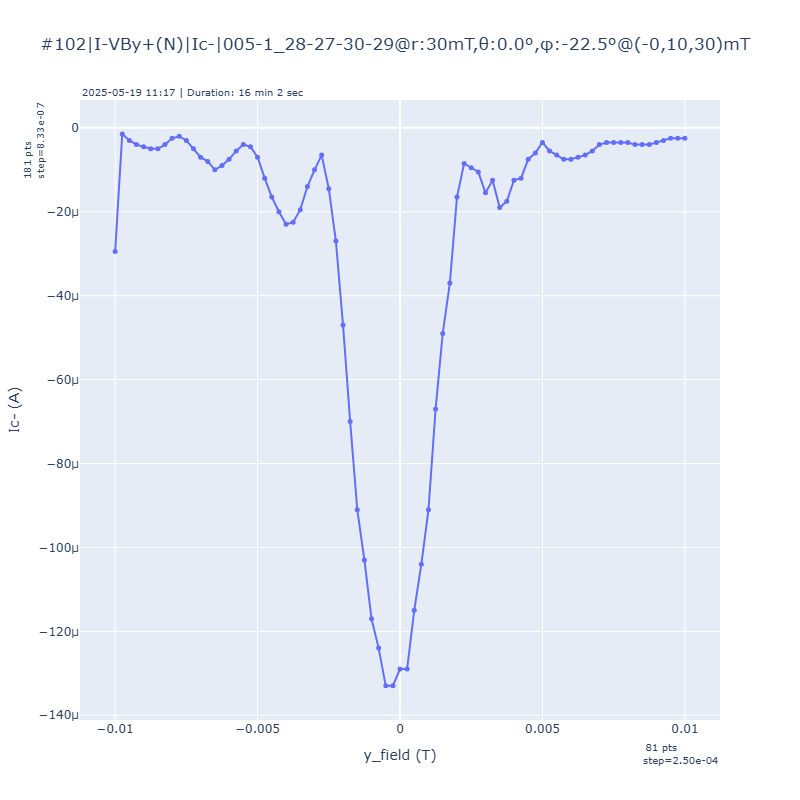 #102|I-VBy+(N)|Ic-|005-1_28-27-30-29@r:30mT,θ:0.0°,φ:-22.5°@(-0,10,30)mT
2025-05-19 11:17 | Duration: 16 min 2 sec
181 pts
step=8.33e-07
0
−20μ
−40μ
−60μ
−80μ
−100μ
−120μ
−140μ
Ic- (A)
−0.01
−0.005
0
0.005
0.01
y_field (T)
81 pts
step=2.50e-04